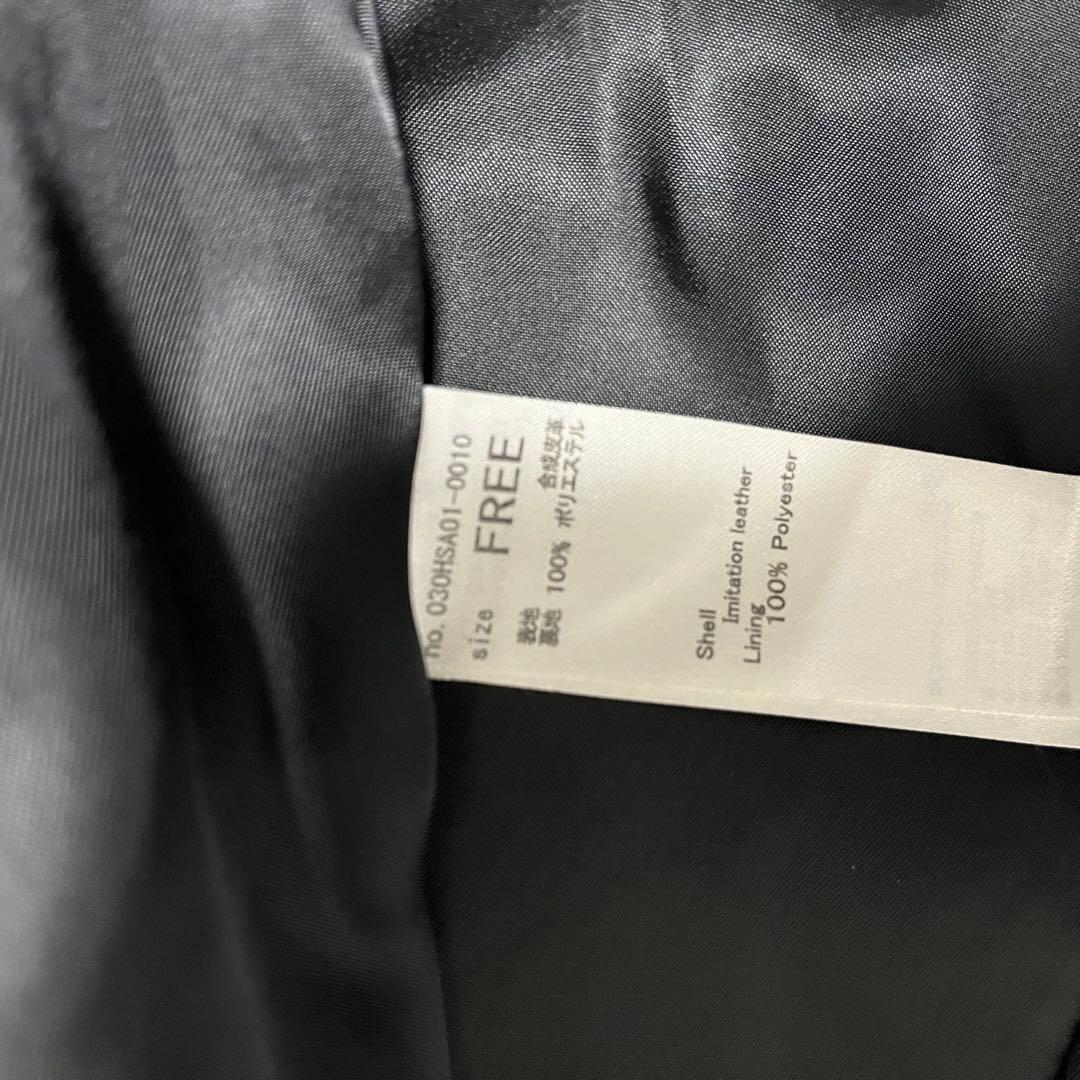 no. 030HSA01-0010
size FREE
表地 合成皮革
裏地 100% ポリエステル
Shell
Imitation leather
Lining
100% Polyester